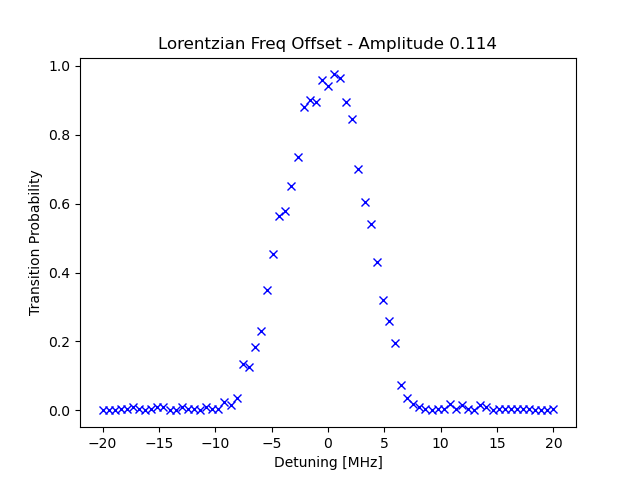 Lorentzian Freq Offset - Amplitude 0.114
1.0
0.8
0.6
0.4
0.2
0.0
Transition Probability
−20 −15 −10 −5 0 5 10 15 20
Detuning [MHz]